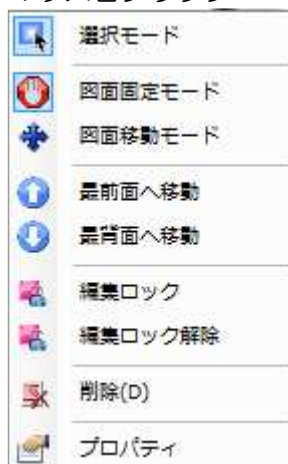 選択モード
図面固定モード
図面移動モード
最前面へ移動
最背面へ移動
編集ロック
編集ロック解除
削除(D)
プロパティ